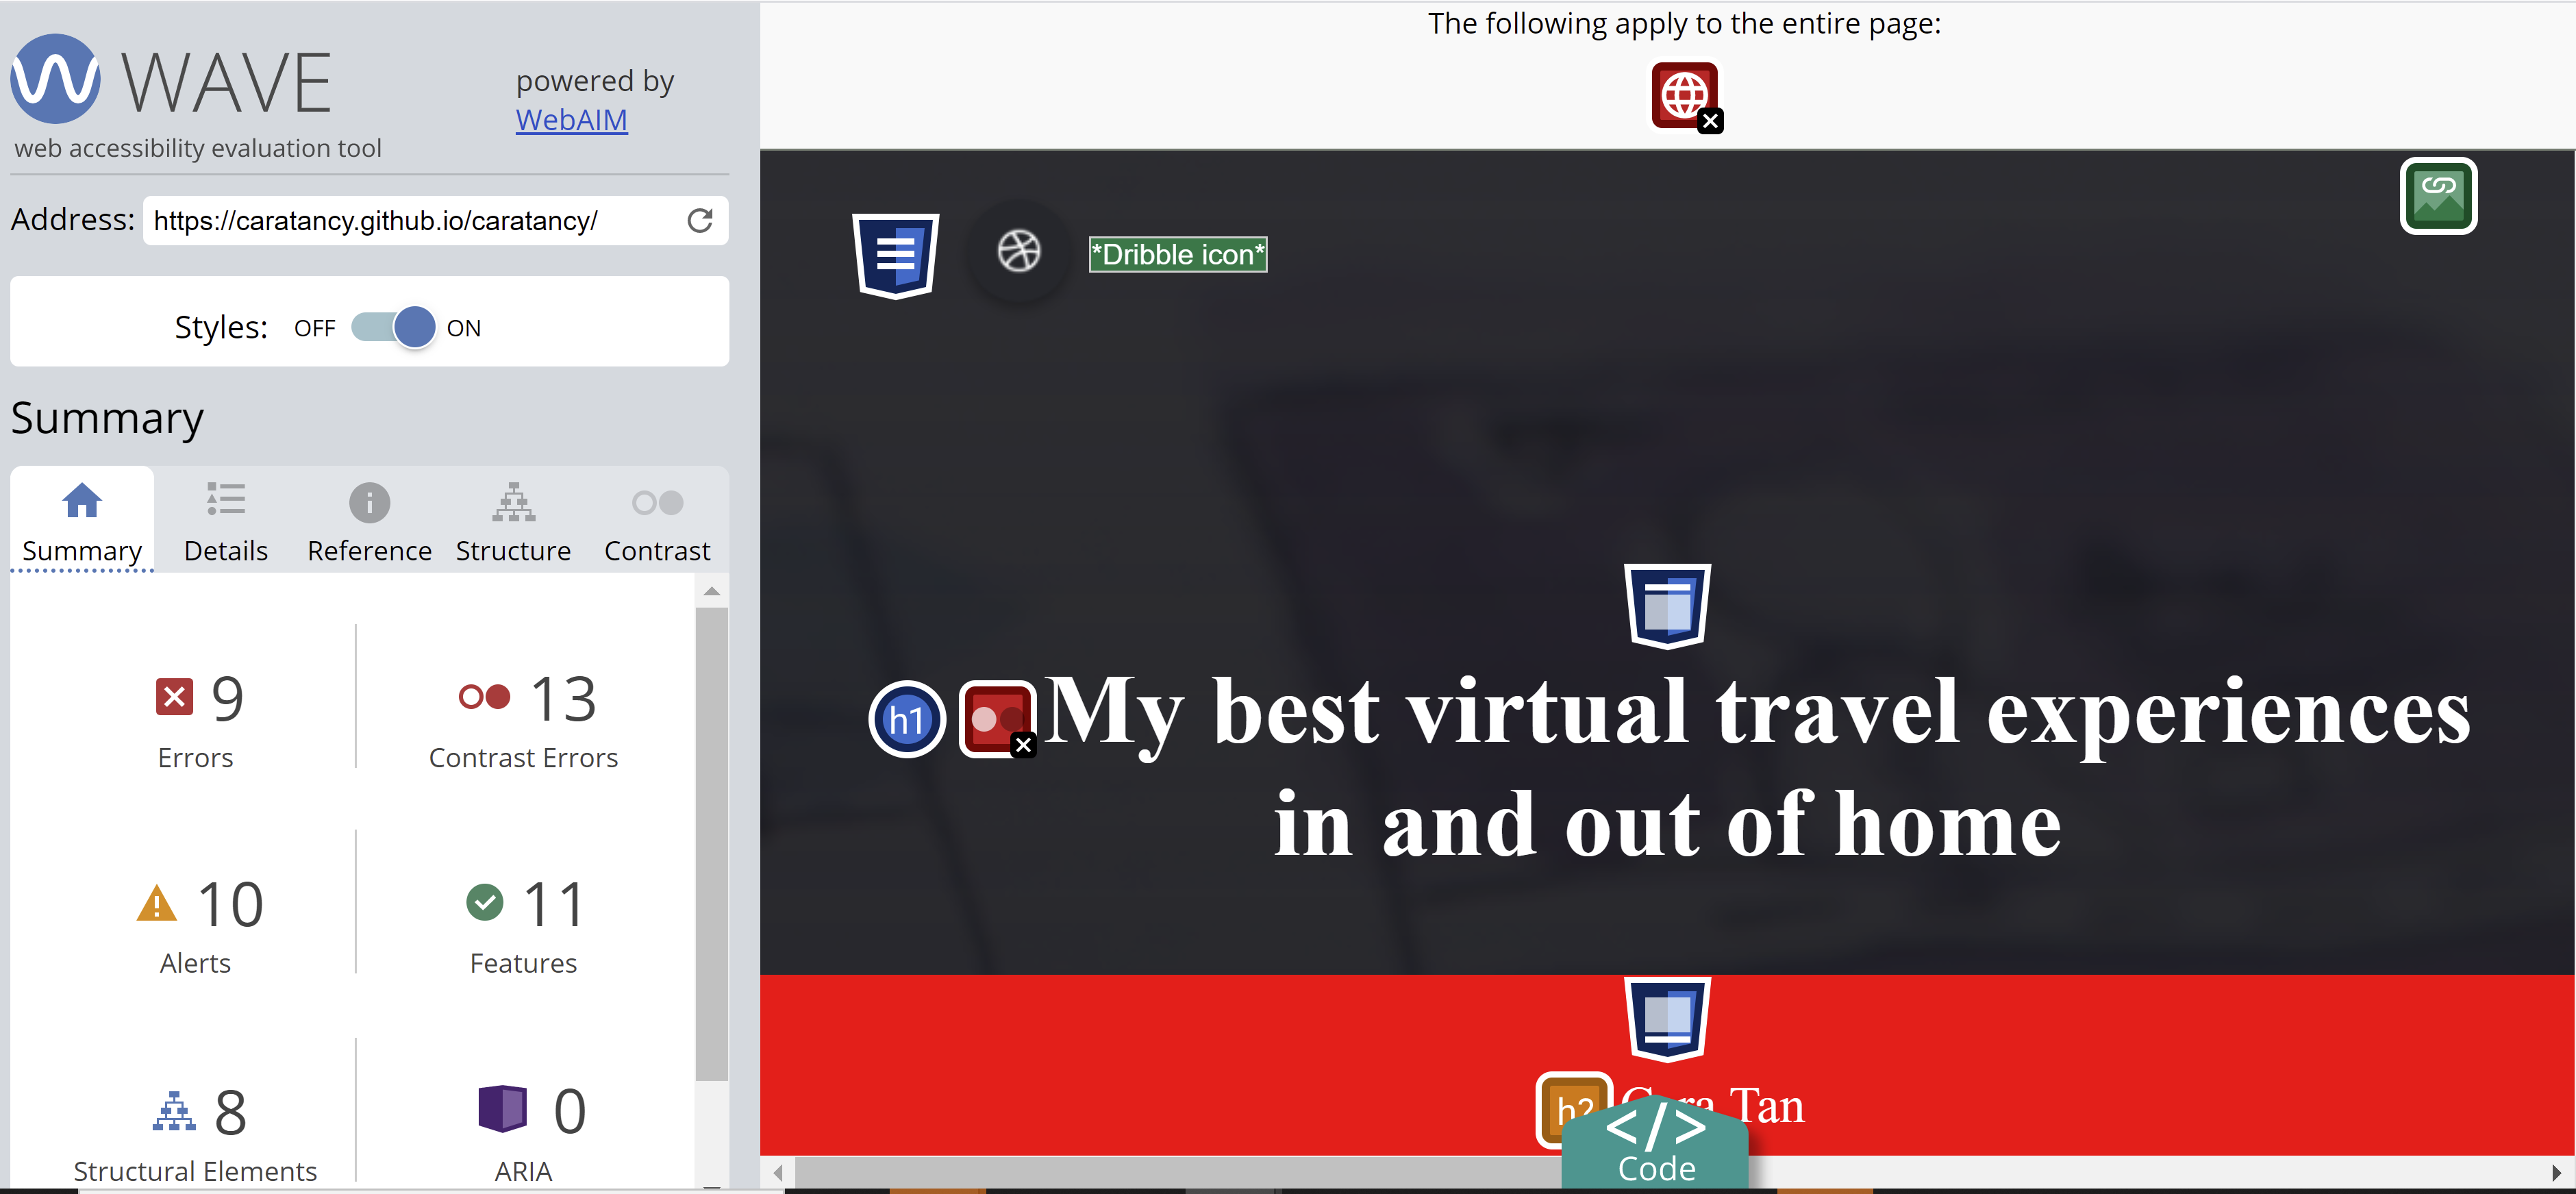 WAVE
powered by
WebAIM
web accessibility evaluation tool
Address: https://caratancy.github.io/caratancy/
Styles: OFF ON
Summary
Summary Details Reference Structure Contrast
9 13
Errors Contrast Errors
10 11
Alerts Features
8 0
Structural Elements ARIA
The following apply to the entire page:
*Dribble icon*
h1 My best virtual travel experiences
in and out of home
h2 Cara Tan
</> Code